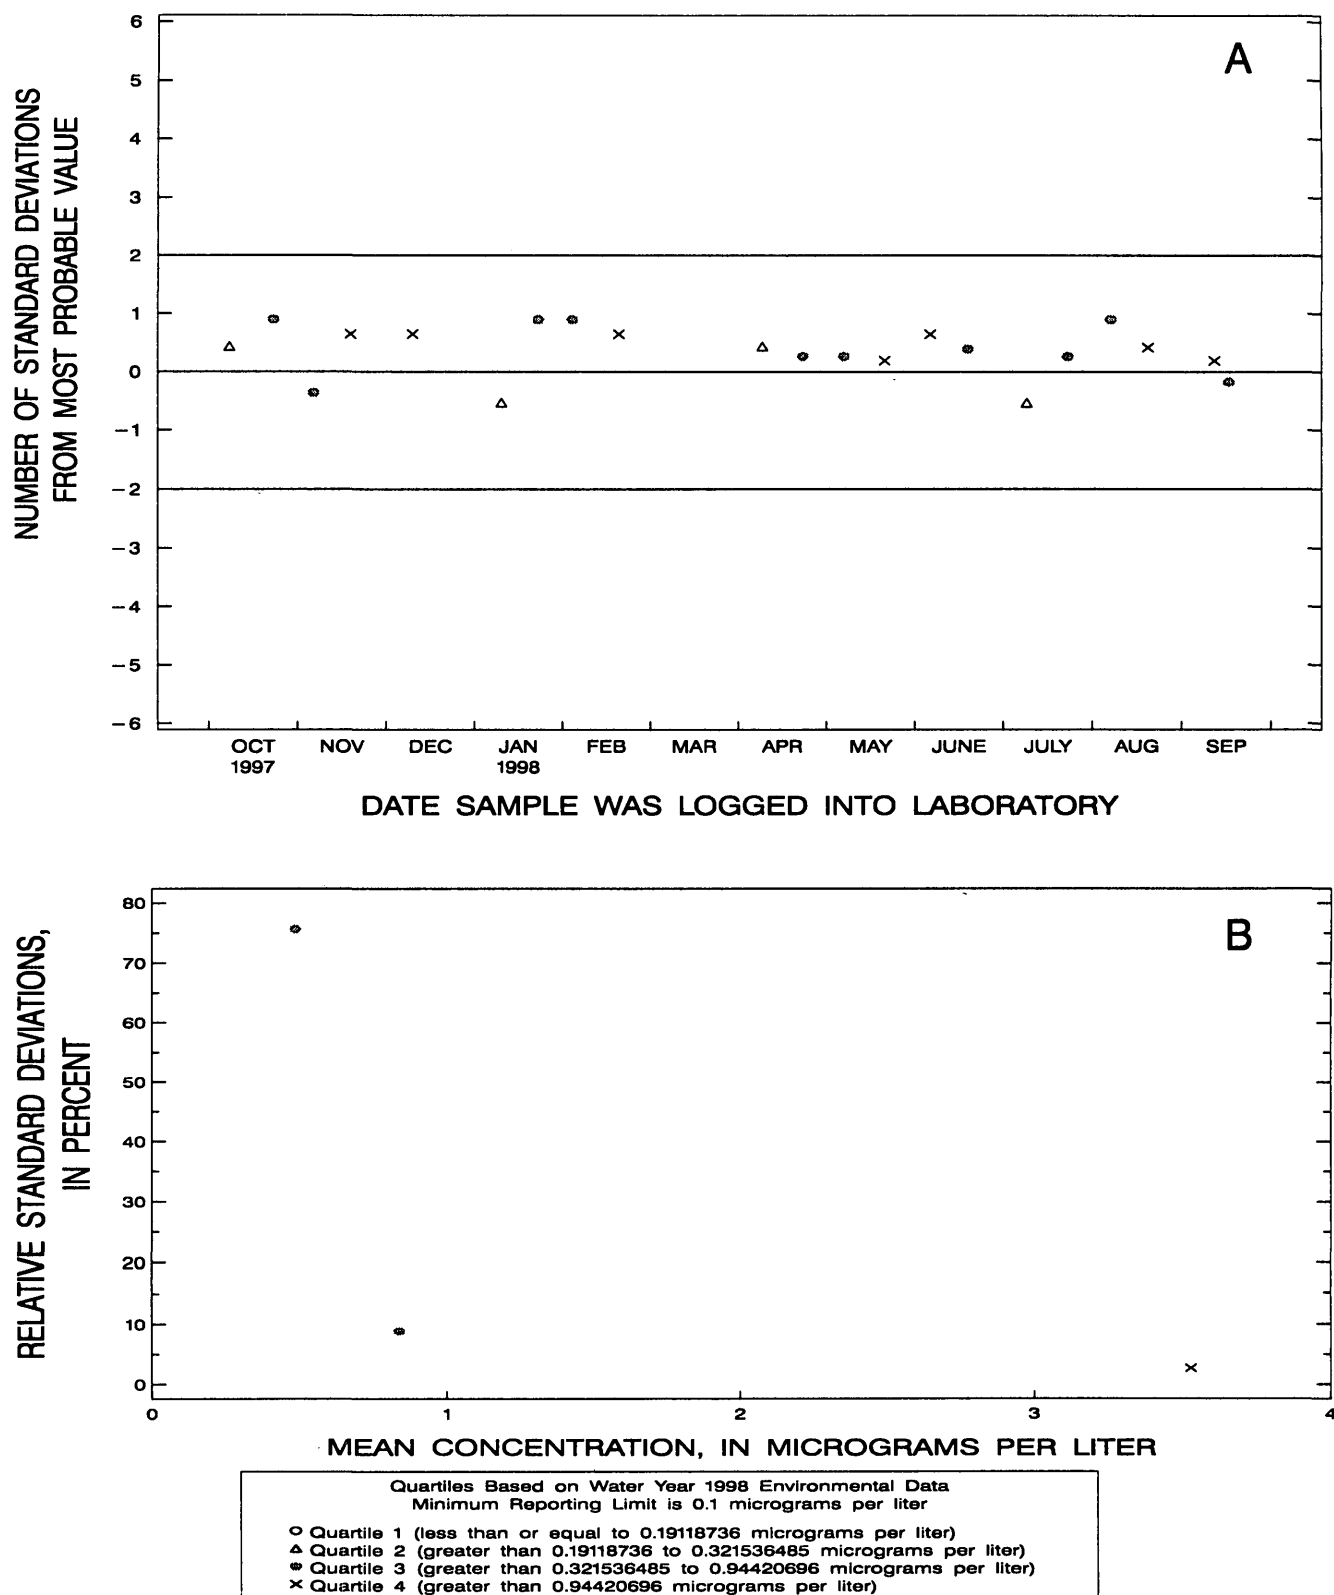 A
NUMBER OF STANDARD DEVIATIONS
FROM MOST PROBABLE VALUE
6
5
4
3
2
1
0
−1
−2
−3
−4
−5
−6
OCT NOV DEC JAN FEB MAR APR MAY JUNE JULY AUG SEP
1997 1998
DATE SAMPLE WAS LOGGED INTO LABORATORY
B
RELATIVE STANDARD DEVIATIONS,
IN PERCENT
80
70
60
50
40
30
20
10
0
0 1 2 3 4
MEAN CONCENTRATION, IN MICROGRAMS PER LITER
Quartiles Based on Water Year 1998 Environmental Data
Minimum Reporting Limit is 0.1 micrograms per liter
Quartile 1 (less than or equal to 0.19118736 micrograms per liter)
Quartile 2 (greater than 0.19118736 to 0.321536485 micrograms per liter)
Quartile 3 (greater than 0.321536485 to 0.94420696 micrograms per liter)
Quartile 4 (greater than 0.94420696 micrograms per liter)